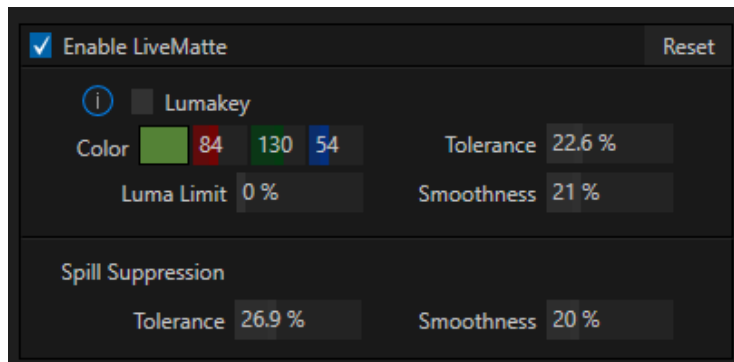 Enable LiveMatte Reset
i Lumakey
Color 84 130 54 Tolerance 22.6 %
Luma Limit 0 % Smoothness 21 %
Spill Suppression
Tolerance 26.9 % Smoothness 20 %